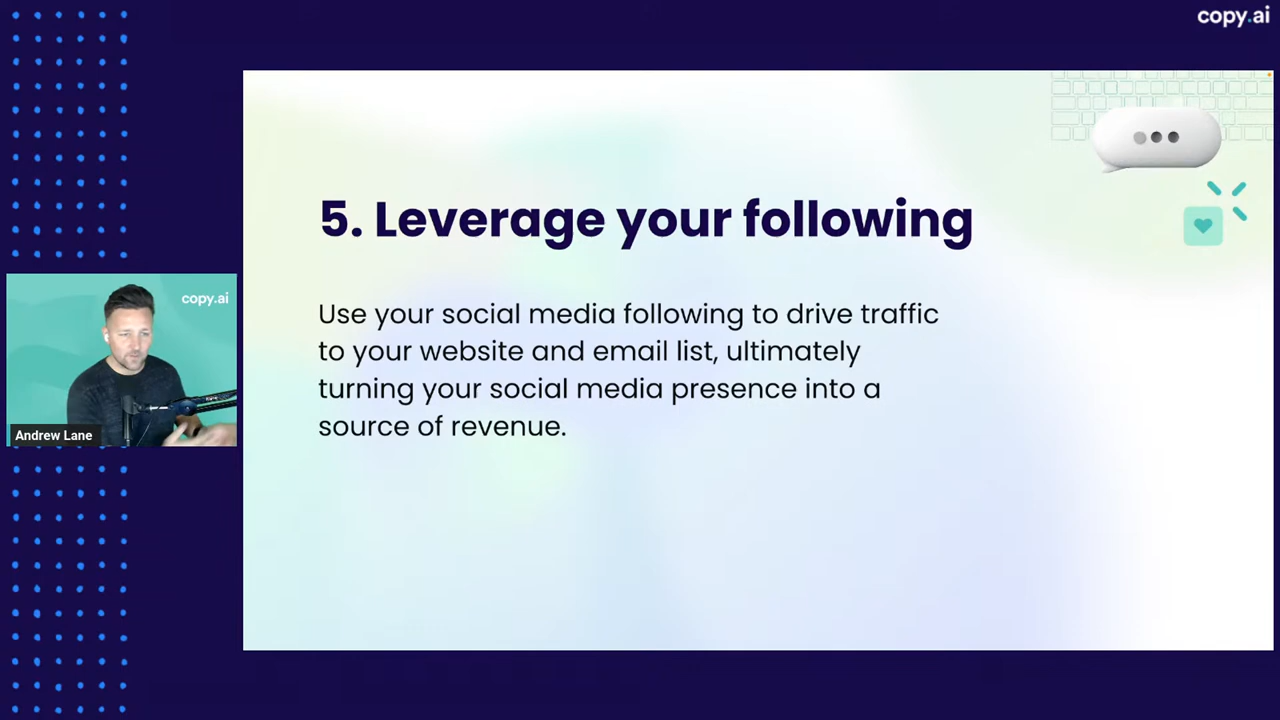 copy.ai
5. Leverage your following
Use your social media following to drive traffic
to your website and email list, ultimately
turning your social media presence into a
source of revenue.
copy.ai
Andrew Lane